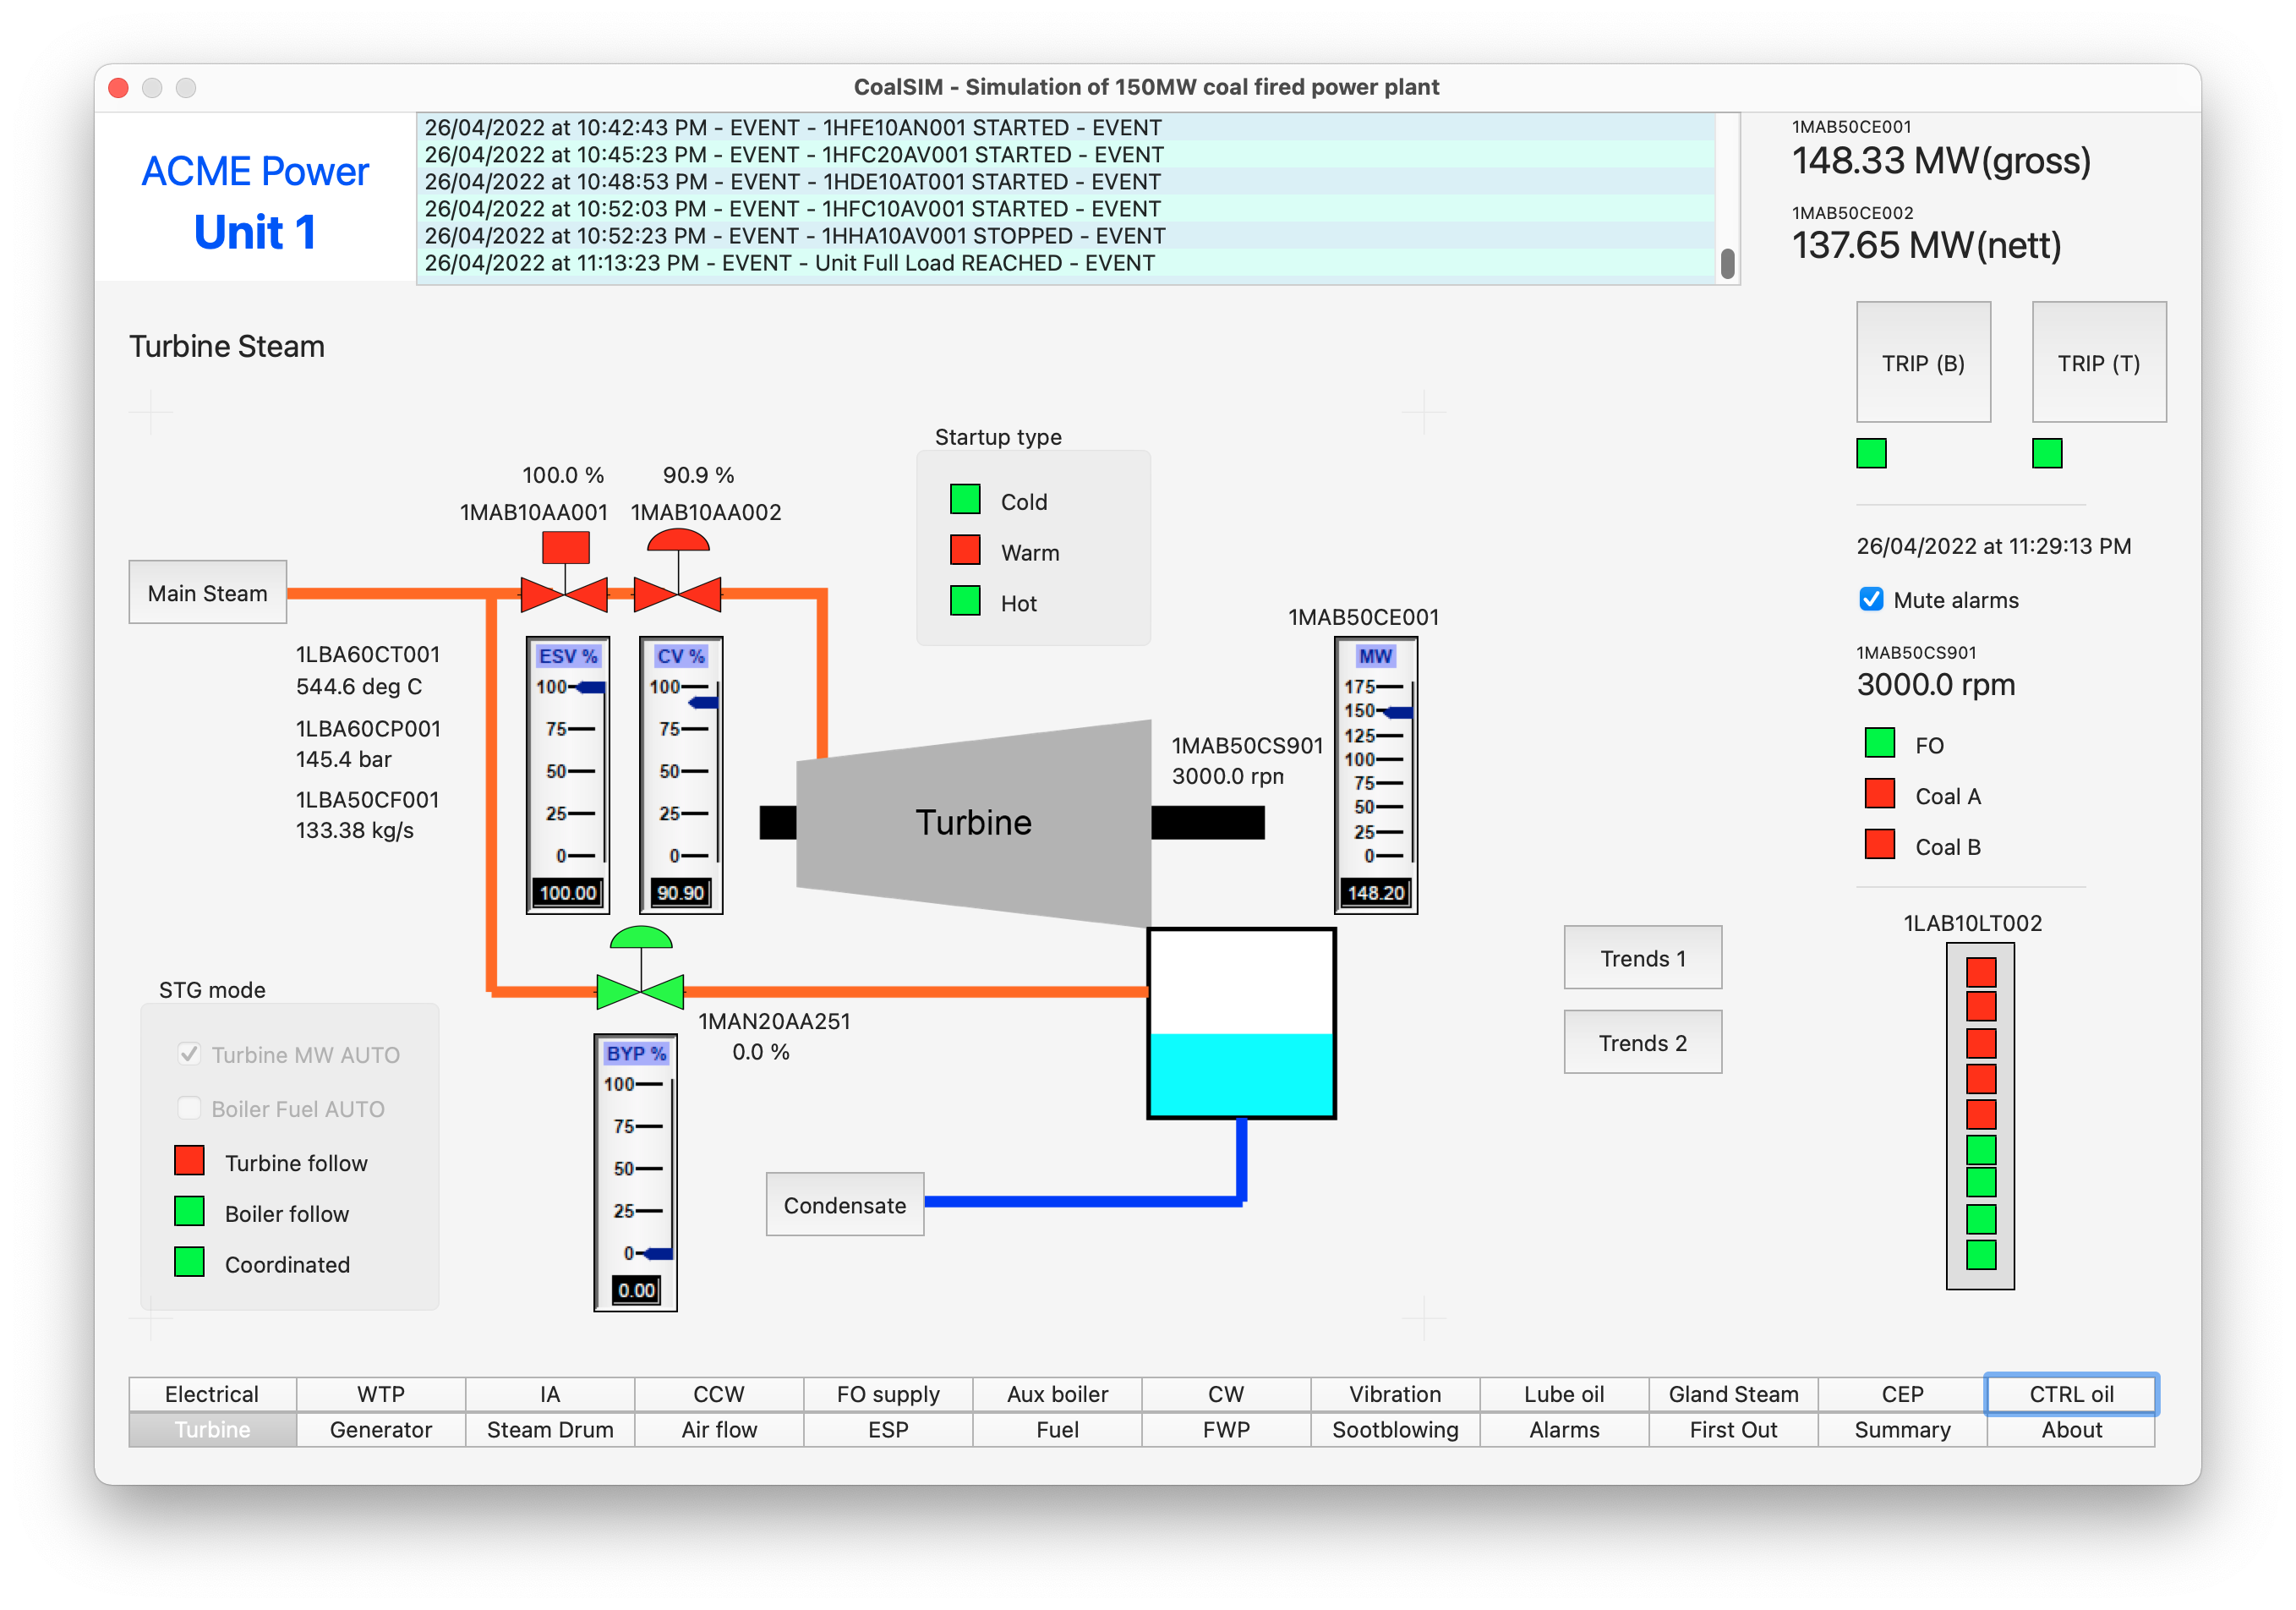 CoalSIM - Simulation of 150MW coal fired power plant
ACME Power
Unit 1
26/04/2022 at 10:42:43 PM - EVENT - 1HFE10AN001 STARTED - EVENT
26/04/2022 at 10:45:23 PM - EVENT - 1HFC20AV001 STARTED - EVENT
26/04/2022 at 10:48:53 PM - EVENT - 1HDE10AT001 STARTED - EVENT
26/04/2022 at 10:52:03 PM - EVENT - 1HFC10AV001 STARTED - EVENT
26/04/2022 at 10:52:23 PM - EVENT - 1HHA10AV001 STOPPED - EVENT
26/04/2022 at 11:13:23 PM - EVENT - Unit Full Load REACHED - EVENT
1MAB50CE001
148.33 MW(gross)
1MAB50CE002
137.65 MW(nett)
Turbine Steam
TRIP (B)
TRIP (T)
Startup type
Cold
Warm
Hot
100.0 %
90.9 %
1MAB10AA001
1MAB10AA002
Main Steam
1LBA60CT001
544.6 deg C
1LBA60CP001
145.4 bar
1LBA50CF001
133.38 kg/s
ESV %
100
75
50
25
0
100.00
CV %
100
75
50
25
0
90.90
Turbine
1MAB50CS901
3000.0 rpn
1MAB50CE001
MW
175
150
125
100
75
50
25
0
148.20
26/04/2022 at 11:29:13 PM
Mute alarms
1MAB50CS901
3000.0 rpm
FO
Coal A
Coal B
1LAB10LT002
Trends 1
Trends 2
STG mode
Turbine MW AUTO
Boiler Fuel AUTO
Turbine follow
Boiler follow
Coordinated
1MAN20AA251
0.0 %
BYP %
100
75
50
25
0
0.00
Condensate
Electrical
WTP
IA
CCW
FO supply
Aux boiler
CW
Vibration
Lube oil
Gland Steam
CEP
CTRL oil
Turbine
Generator
Steam Drum
Air flow
ESP
Fuel
FWP
Sootblowing
Alarms
First Out
Summary
About